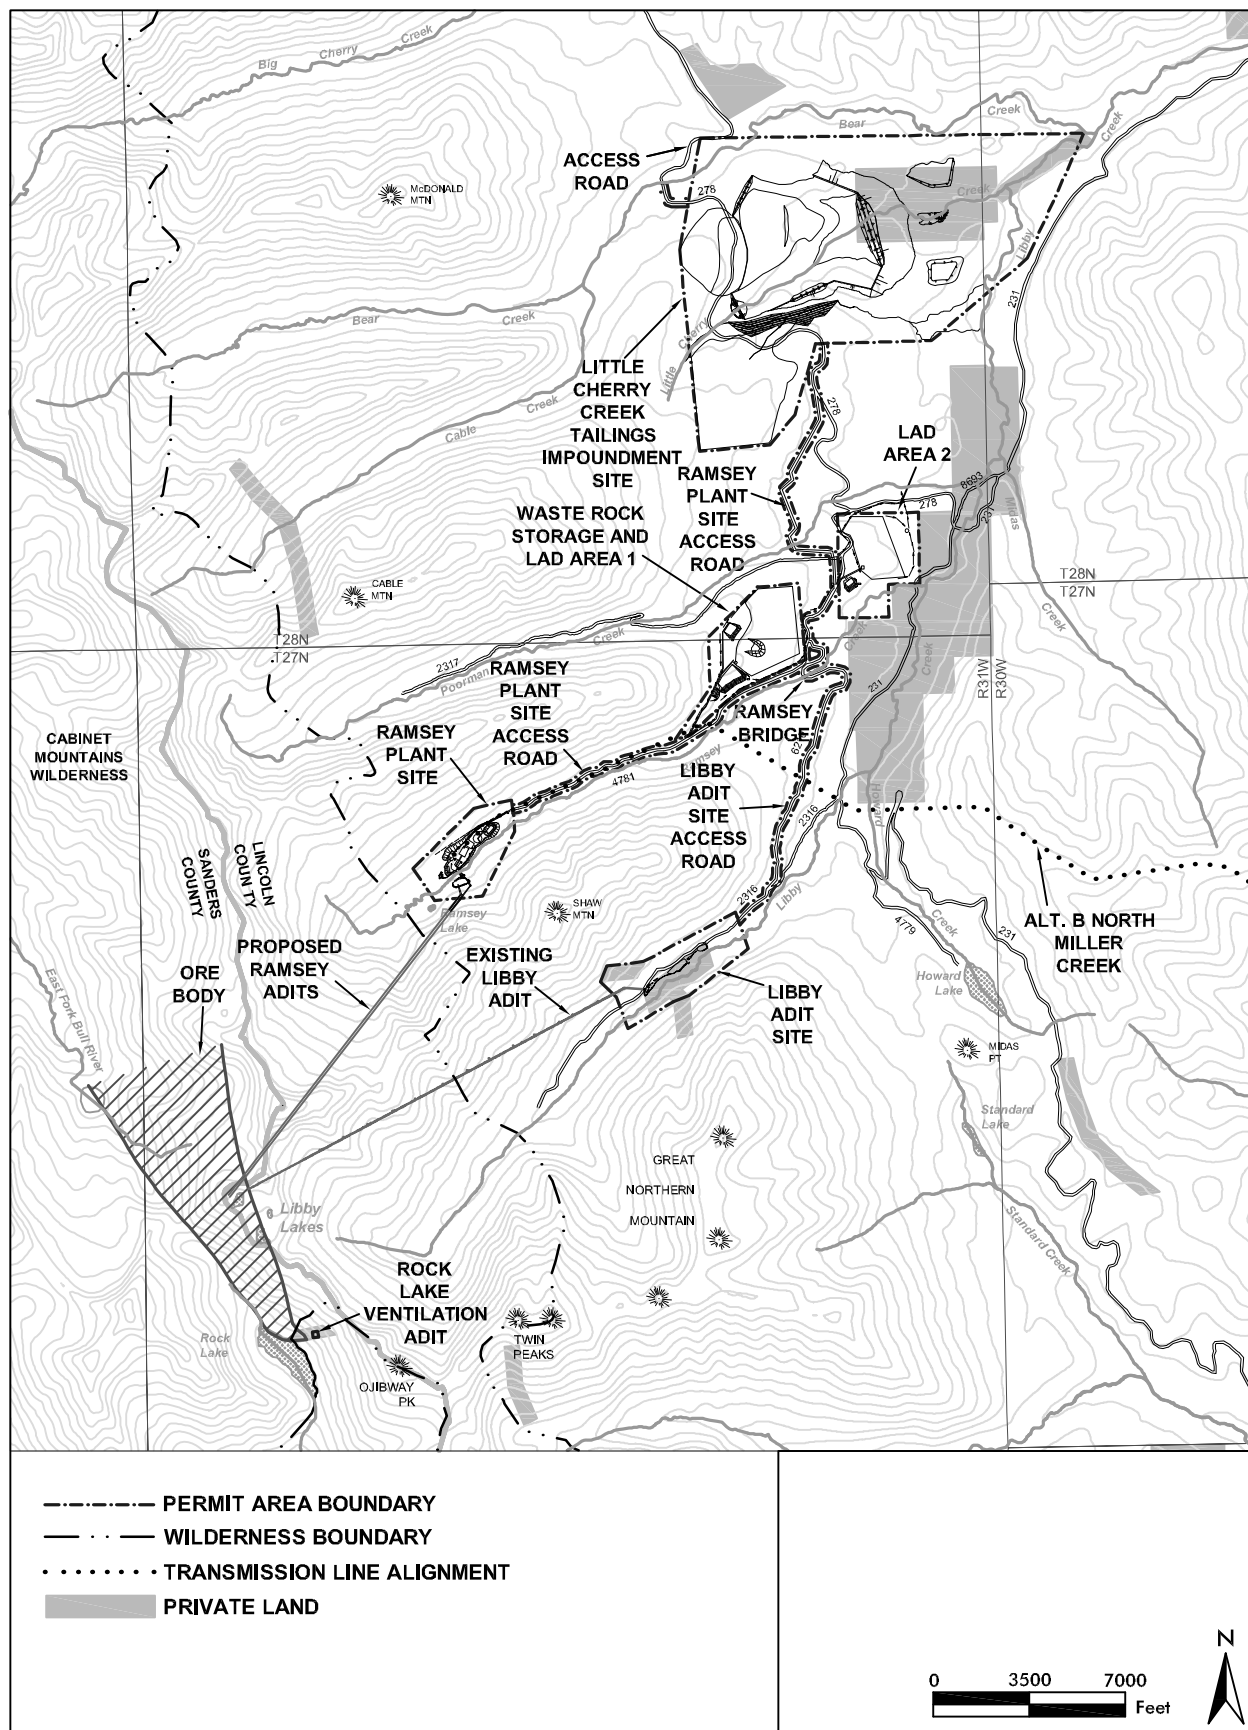 Big Cherry Creek
Bear Creek
Creek
ACCESS
ROAD
278
McDONALD
MTN
Creek
Libby
231
Bear Creek
Cherry
Little
LITTLE
CHERRY
CREEK
TAILINGS
IMPOUNDMENT
SITE
Cable Creek
278
LAD
AREA 2
RAMSEY
PLANT
SITE
ACCESS
ROAD
8693
278
231
Midas
WASTE ROCK
STORAGE AND
LAD AREA 1
CABLE
MTN
T28N
T27N
Creek
T28N
T27N
Creek
Creek
Creek
2317
Poorman
RAMSEY
PLANT
SITE
ACCESS
ROAD
R31W
R30W
231
RAMSEY
BRIDGE
62
RAMSEY
PLANT
SITE
CABINET
MOUNTAINS
WILDERNESS
Ramsey
4781
LIBBY
ADIT
SITE
ACCESS
ROAD
Howard
2316
LINCOLN
COUNTY
SANDERS
COUNTY
2316
Libby
SHAW
MTN
Ramsey
Lake
Creek
4779
231
ALT. B NORTH
MILLER
CREEK
PROPOSED
RAMSEY
ADITS
ORE
BODY
EXISTING
LIBBY
ADIT
Howard
Lake
LIBBY
ADIT
SITE
East Fork Bull River
MIDAS
PT
Standard
Lake
GREAT
NORTHERN
MOUNTAIN
Libby
Lakes
Standard Creek
ROCK
LAKE
VENTILATION
ADIT
Rock
Lake
TWIN
PEAKS
OJIBWAY
PK
PERMIT AREA BOUNDARY
WILDERNESS BOUNDARY
TRANSMISSION LINE ALIGNMENT
PRIVATE LAND
N
0 3500 7000
Feet